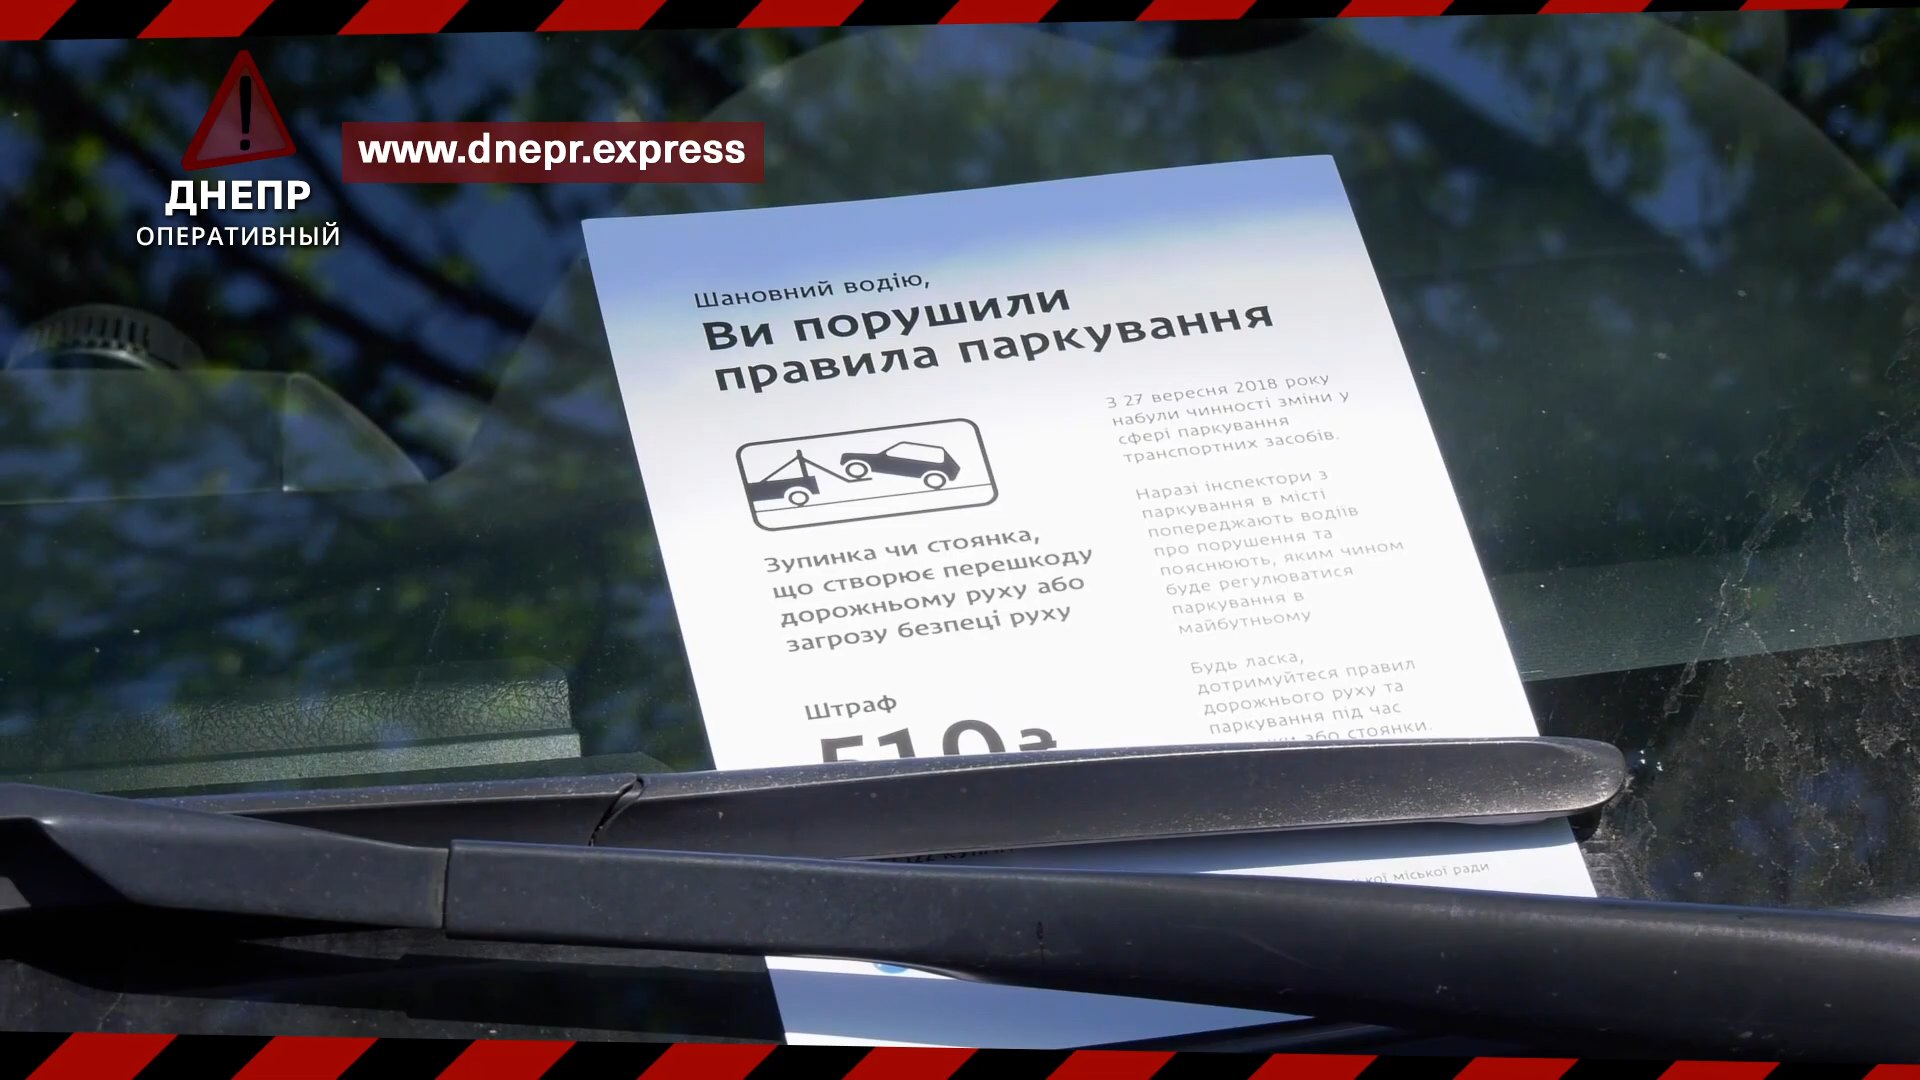 www.dnepr.express
ДНЕПР
ОПЕРАТИВНЫЙ
Шановний водію,
Ви порушили
правила паркування
Зупинка чи стоянка,
що створює перешкоду
дорожньому руху або
загрозу безпеці руху
Штраф
З 27 вересня 2018 року
набули чинності зміни у
сфері паркування
транспортних засобів.
Наразі інспектори з
паркування в місті
попереджають водіїв
про порушення та
пояснюють, яким чином
буде регулюватися
паркування в
майбутньому
Будь ласка,
дотримуйтеся правил
дорожнього руху та
паркування під час
або стоянки.
міської ради